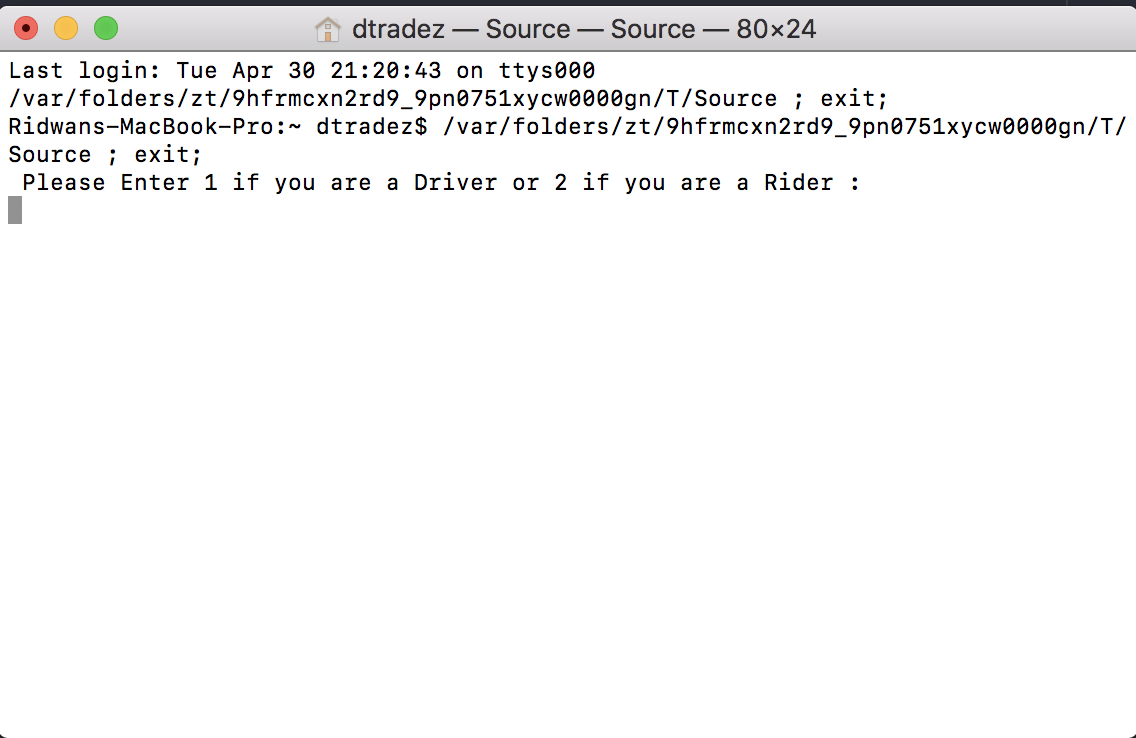 dtradez — Source — Source — 80×24
Last login: Tue Apr 30 21:20:43 on ttys000
/var/folders/zt/9hfrmcxn2rd9_9pn0751xycw0000gn/T/Source ; exit;
Ridwans-MacBook-Pro:~ dtradez$ /var/folders/zt/9hfrmcxn2rd9_9pn0751xycw0000gn/T/
Source ; exit;
 Please Enter 1 if you are a Driver or 2 if you are a Rider :